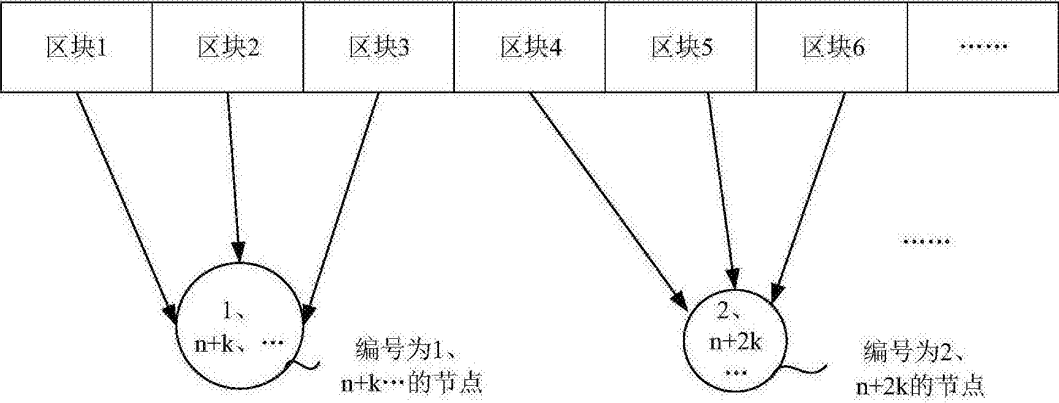 区块1 区块2 区块3 区块4 区块5 区块6 ……
……
1、
n+k、…
编号为1、
n+k…的节点
2、
n+2k
…
编号为2、
n+2k的节点